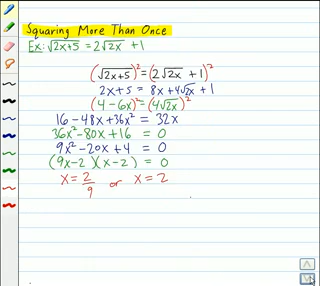 Squaring More Than Once
Ex: √2x+5 = 2√2x +1
(√2x+5)² = (2√2x +1)²
2x+5 = 8x+4√2x +1
(4-6x)² = (4√2x)²
16-48x+36x² = 32x
36x²-80x+16 = 0
9x²-20x+4 = 0
(9x-2)(x-2) = 0
x = 2/9 or x = 2